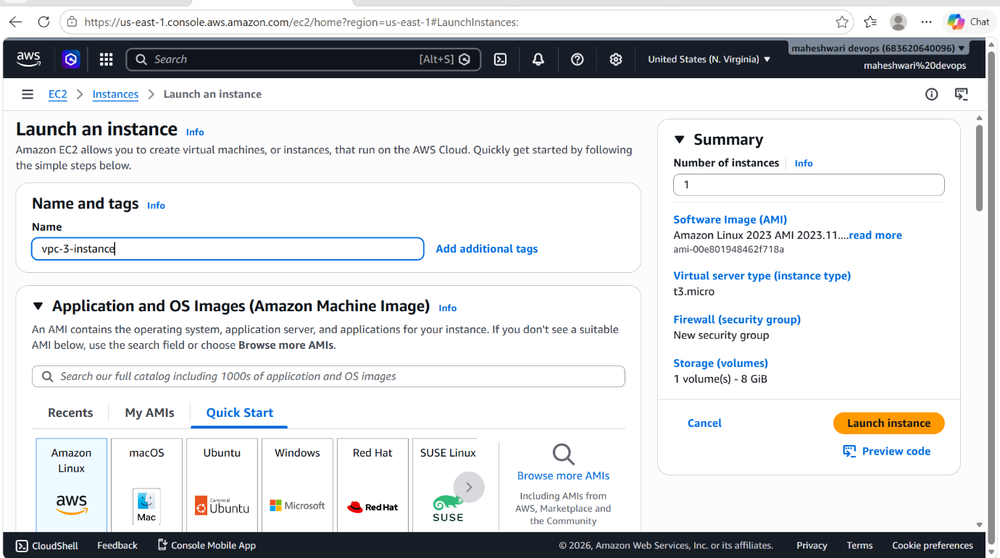 https://us-east-1.console.aws.amazon.com/ec2/home?region=us-east-1#LaunchInstances:
Chat
aws
Search [Alt+S]
United States (N. Virginia) ▼
maheshwari devops (683620640096) ▼
maheshwari%20devops
EC2 > Instances > Launch an instance
Launch an instance Info
Amazon EC2 allows you to create virtual machines, or instances, that run on the AWS Cloud. Quickly get started by following
the simple steps below.
Name and tags Info
Name
vpc-3-instance
Add additional tags
▼ Application and OS Images (Amazon Machine Image) Info
An AMI contains the operating system, application server, and applications for your instance. If you don't see a suitable
AMI below, use the search field or choose Browse more AMIs.
Search our full catalog including 1000s of application and OS images
Recents My AMIs Quick Start
Amazon
Linux
aws
macOS
Mac
Ubuntu
Canonical
Ubuntu
Windows
Microsoft
Red Hat
Red Hat
SUSE Linux
SUSE
Browse more AMIs
Including AMIs from
AWS, Marketplace and
the Community
▼ Summary
Number of instances Info
1
Software Image (AMI)
Amazon Linux 2023 AMI 2023.11....read more
ami-00e801948462f718a
Virtual server type (instance type)
t3.micro
Firewall (security group)
New security group
Storage (volumes)
1 volume(s) - 8 GiB
Cancel
Launch instance
Preview code
CloudShell Feedback Console Mobile App © 2026, Amazon Web Services, Inc. or its affiliates. Privacy Terms Cookie preferences